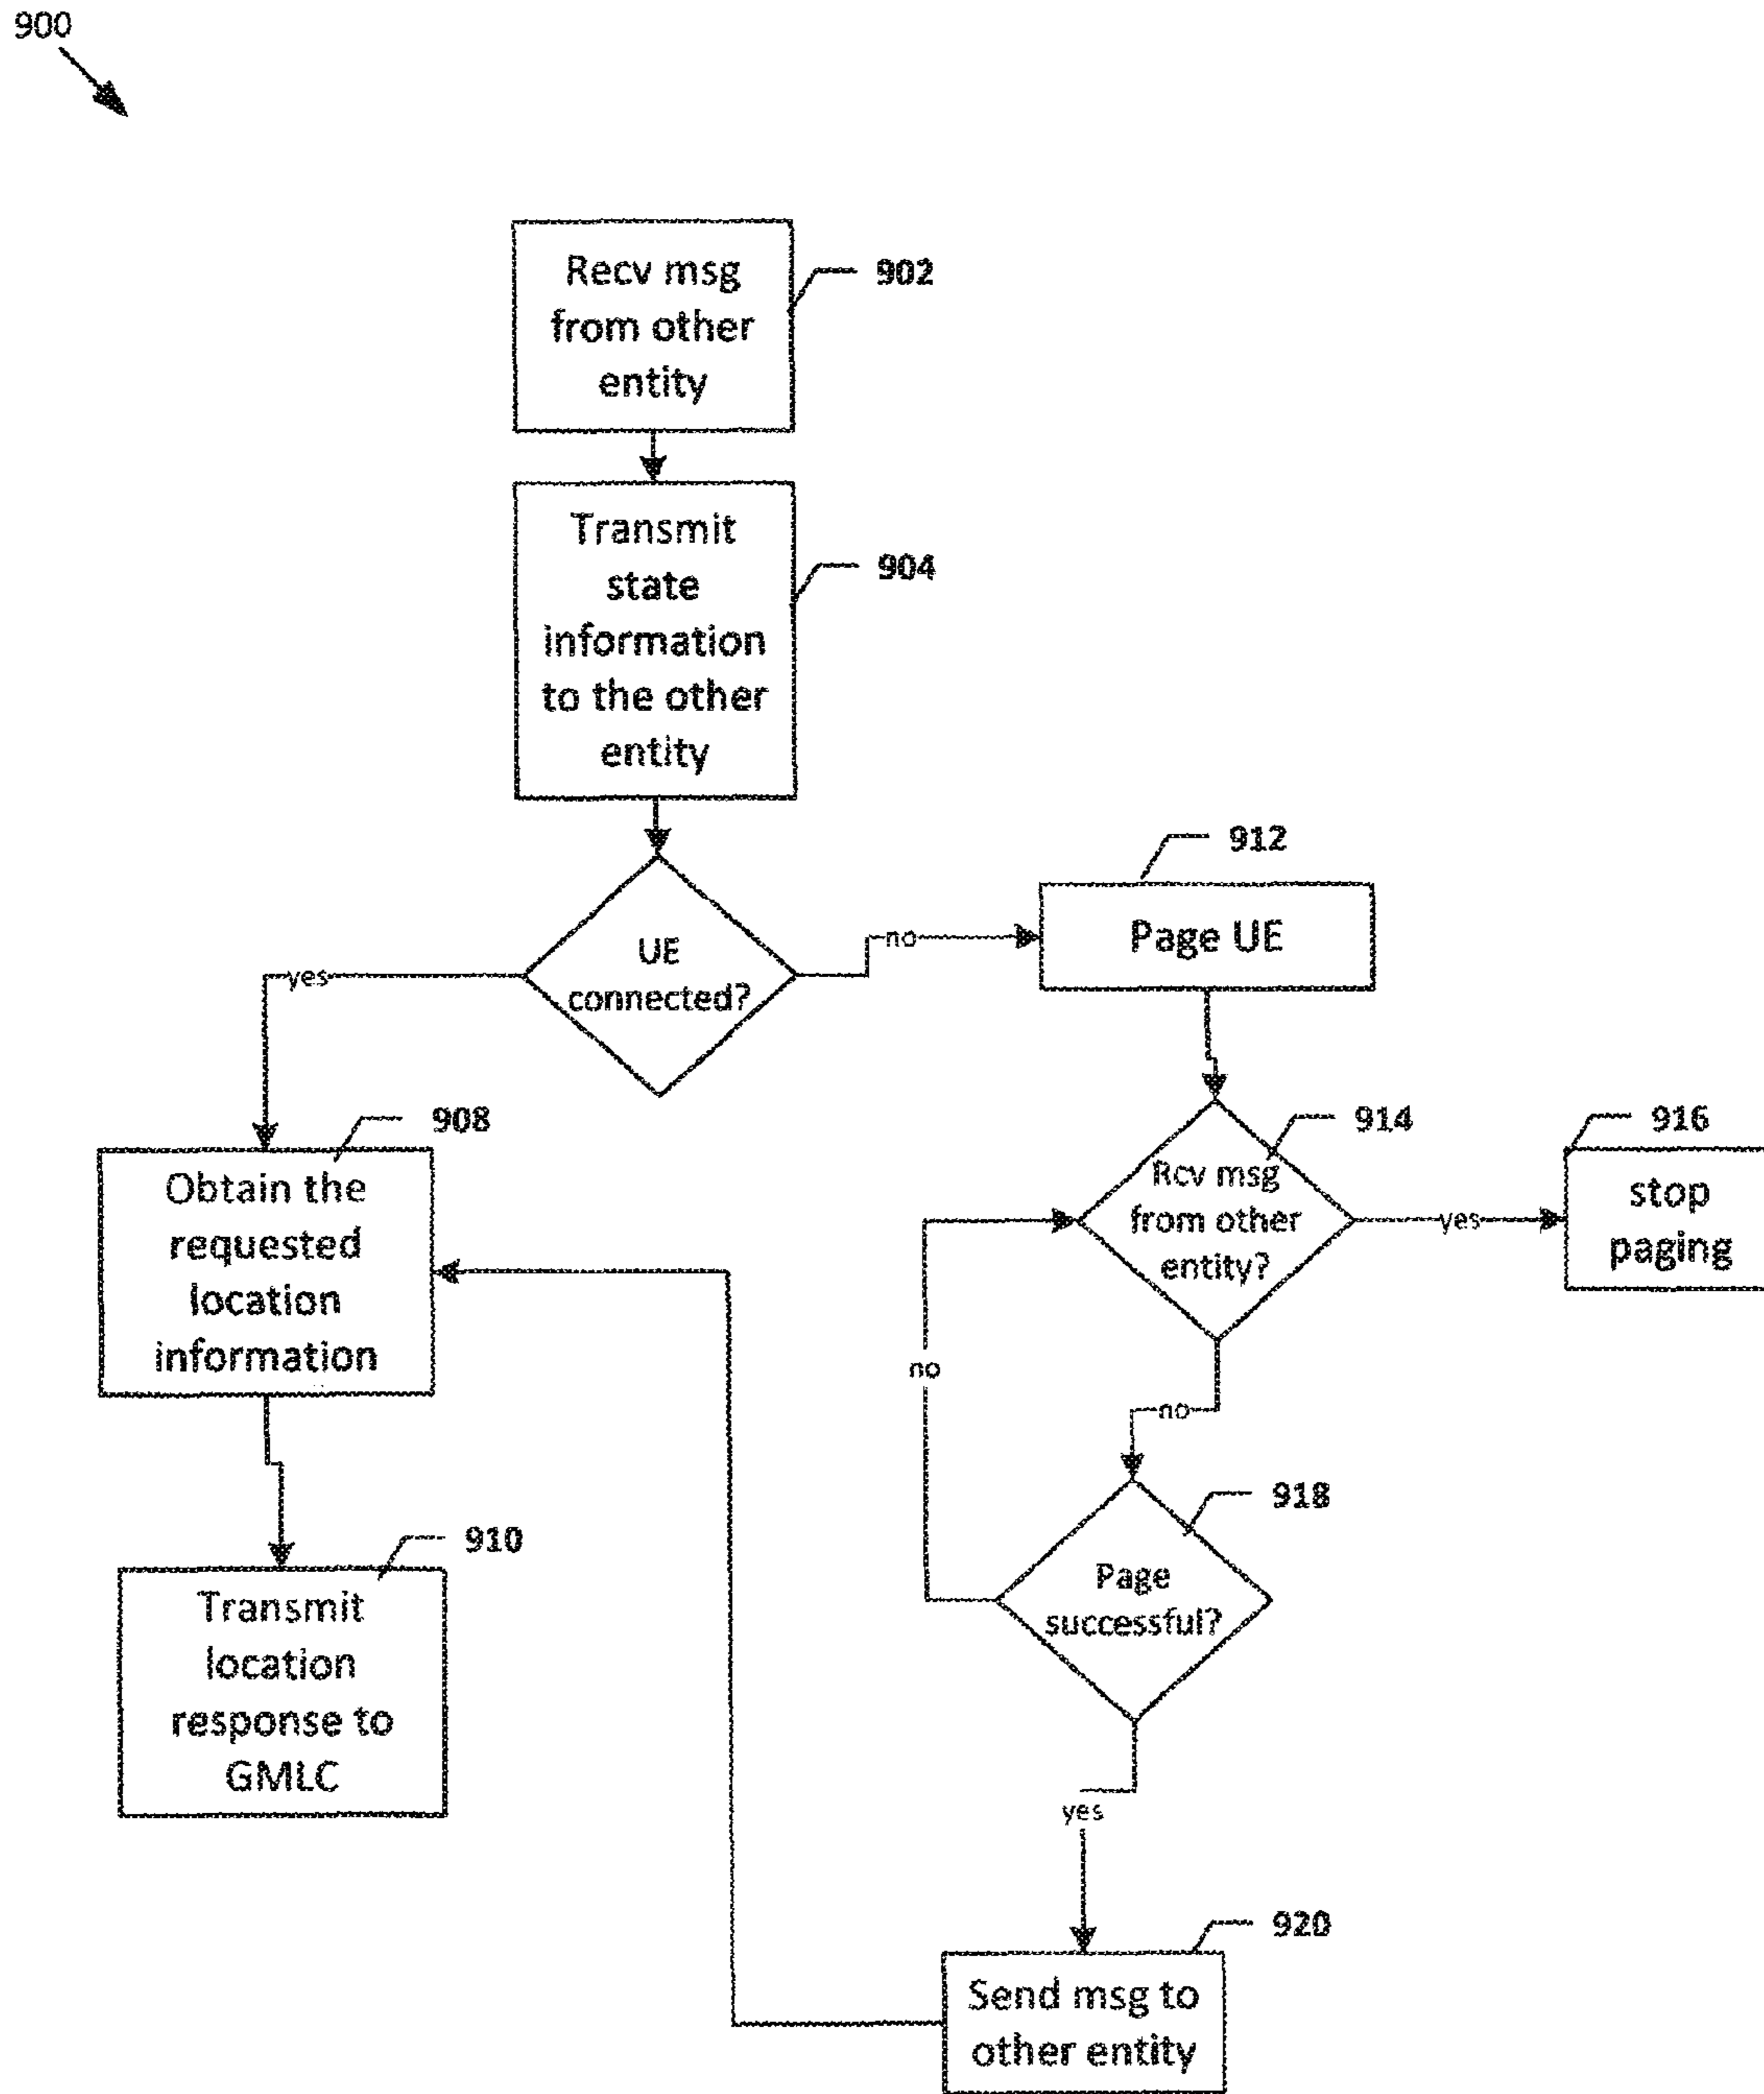 900
Recv msg
from other
entity
902
Transmit
state
information
to the other
entity
904
UE
connected?
yes
no
912
Page UE
908
Obtain the
requested
location
information
914
Rcv msg
from other
entity?
yes
916
stop
paging
no
no
910
Transmit
location
response to
GMLC
918
Page
successful?
yes
920
Send msg to
other entity